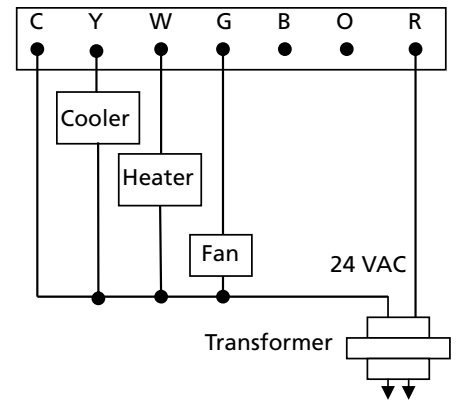 C Y W G B O R
Cooler
Heater
Fan
24 VAC
Transformer